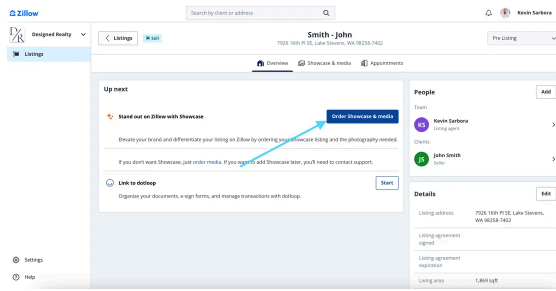 Zillow
Search by client or address
Kevin Sarbora
D/R
Designed Realty
Listings
Settings
Help
Listings
Sell
Smith - John
7926 16th Pl SE, Lake Stevens, WA 98258-7402
Pre Listing
Overview
Showcase & media
Appointments
Up next
Stand out on Zillow with Showcase
Order Showcase & media
Elevate your brand and differentiate your listing on Zillow by ordering your Showcase listing and the photography needed.
If you don't want Showcase, just order media. If you want to add Showcase later, you'll need to contact support.
Link to dotloop
Start
Organize your documents, e-sign forms, and manage transactions with dotloop.
People
Add
Team
KS
Kevin Sarbora
Listing agent
Clients
JS
John Smith
Seller
Details
Edit
Listing address
7926 16th Pl SE, Lake Stevens,
WA 98258-7402
Listing agreement
signed
Listing agreement
expiration
Living area
1,869 sqft